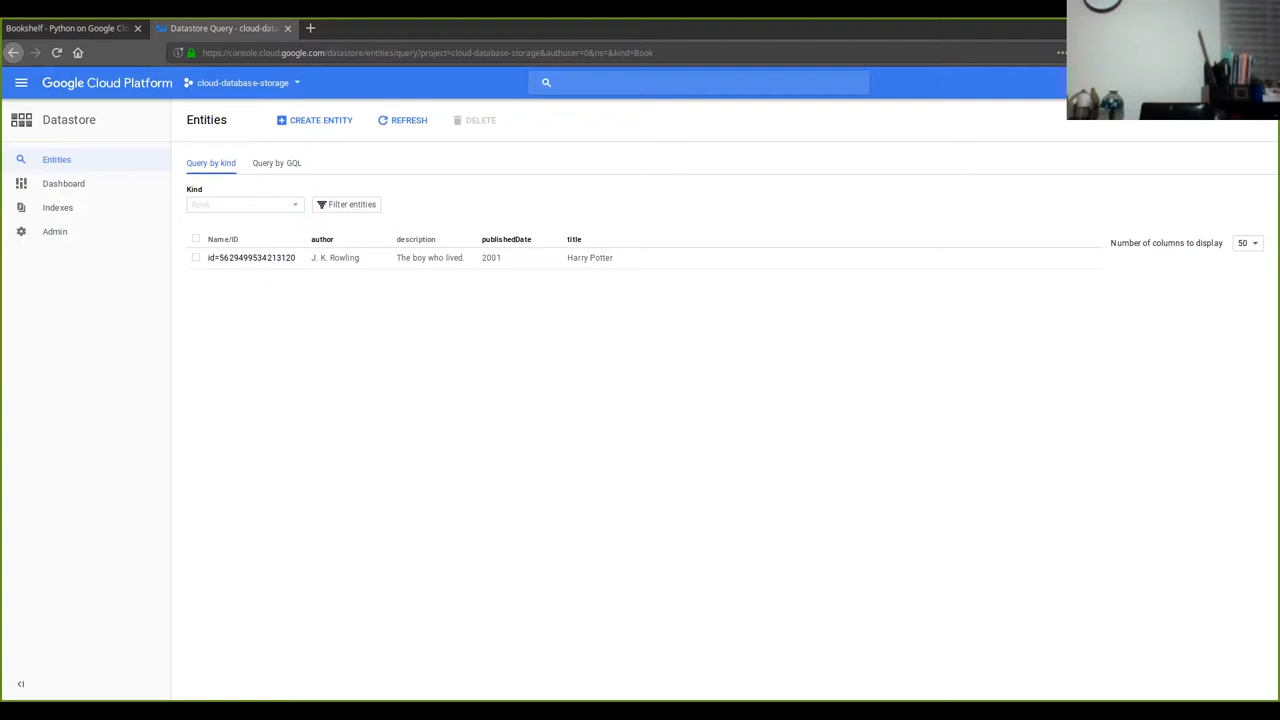 Bookshelf - Python on Google Clo
Datastore Query - cloud-data
https://console.cloud.google.com/datastore/entities/query?project=cloud-database-storage&authuser=0&ns=&kind=Book
Google Cloud Platform
cloud-database-storage
Datastore
Entities
CREATE ENTITY
REFRESH
DELETE
Entities
Dashboard
Indexes
Admin
Query by kind
Query by GQL
Kind
Book
Filter entities
Name/ID author description publishedDate title
id=5629499534213120 J. K. Rowling The boy who lived. 2001 Harry Potter
Number of columns to display 50